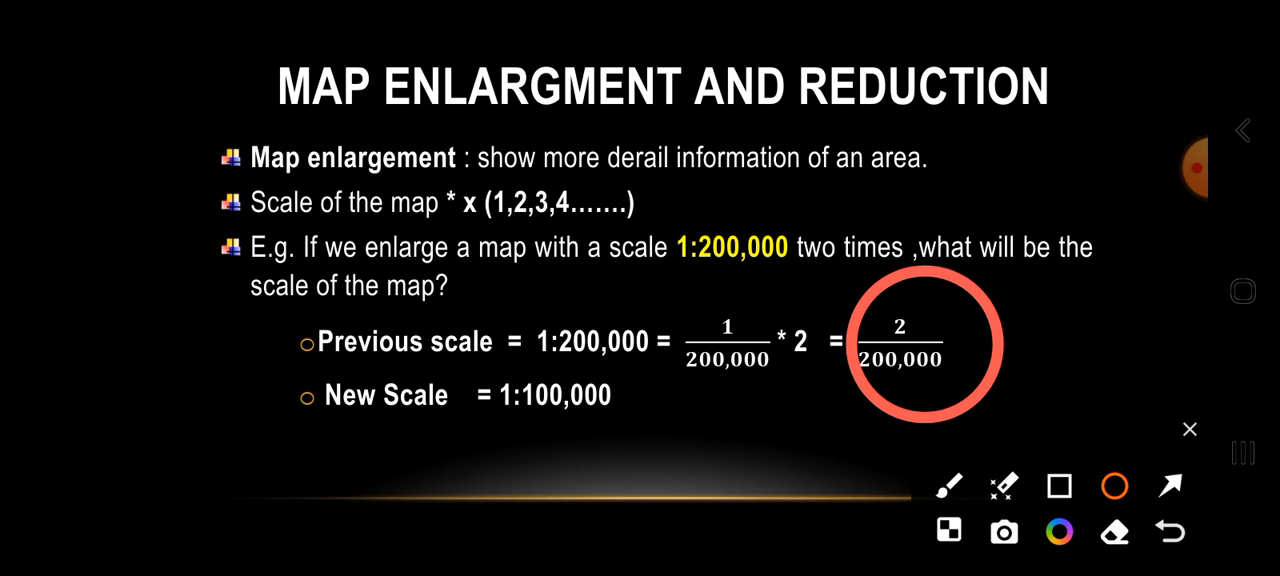 MAP ENLARGMENT AND REDUCTION
Map enlargement : show more derail information of an area.
Scale of the map * x (1,2,3,4.......)
E.g. If we enlarge a map with a scale 1:200,000 two times ,what will be the
scale of the map?
Previous scale = 1:200,000 = 1/200,000 * 2 = 2/200,000
New Scale = 1:100,000